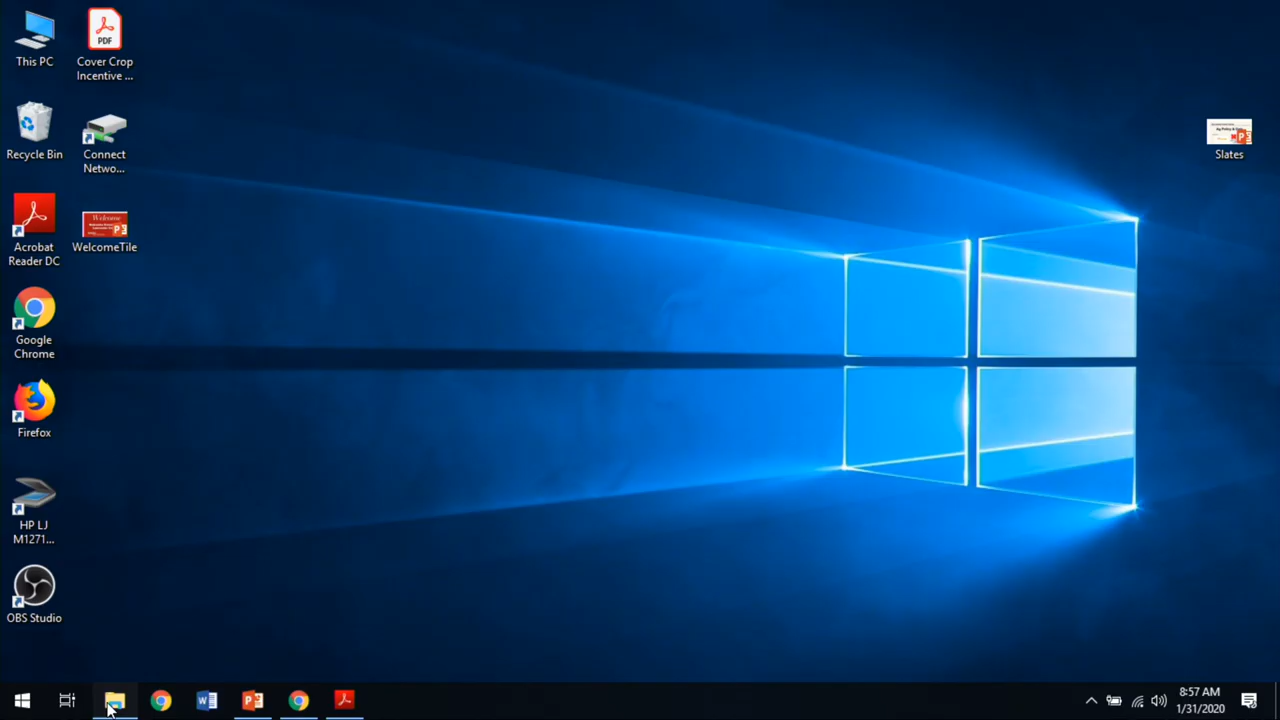 This PC
Cover Crop
Incentive ...
Recycle Bin
Connect
Netwo...
Acrobat
Reader DC
WelcomeTile
Welcome
Google
Chrome
Firefox
HP LJ
M1271...
OBS Studio
Slates
PDF
8:57 AM
1/31/2020